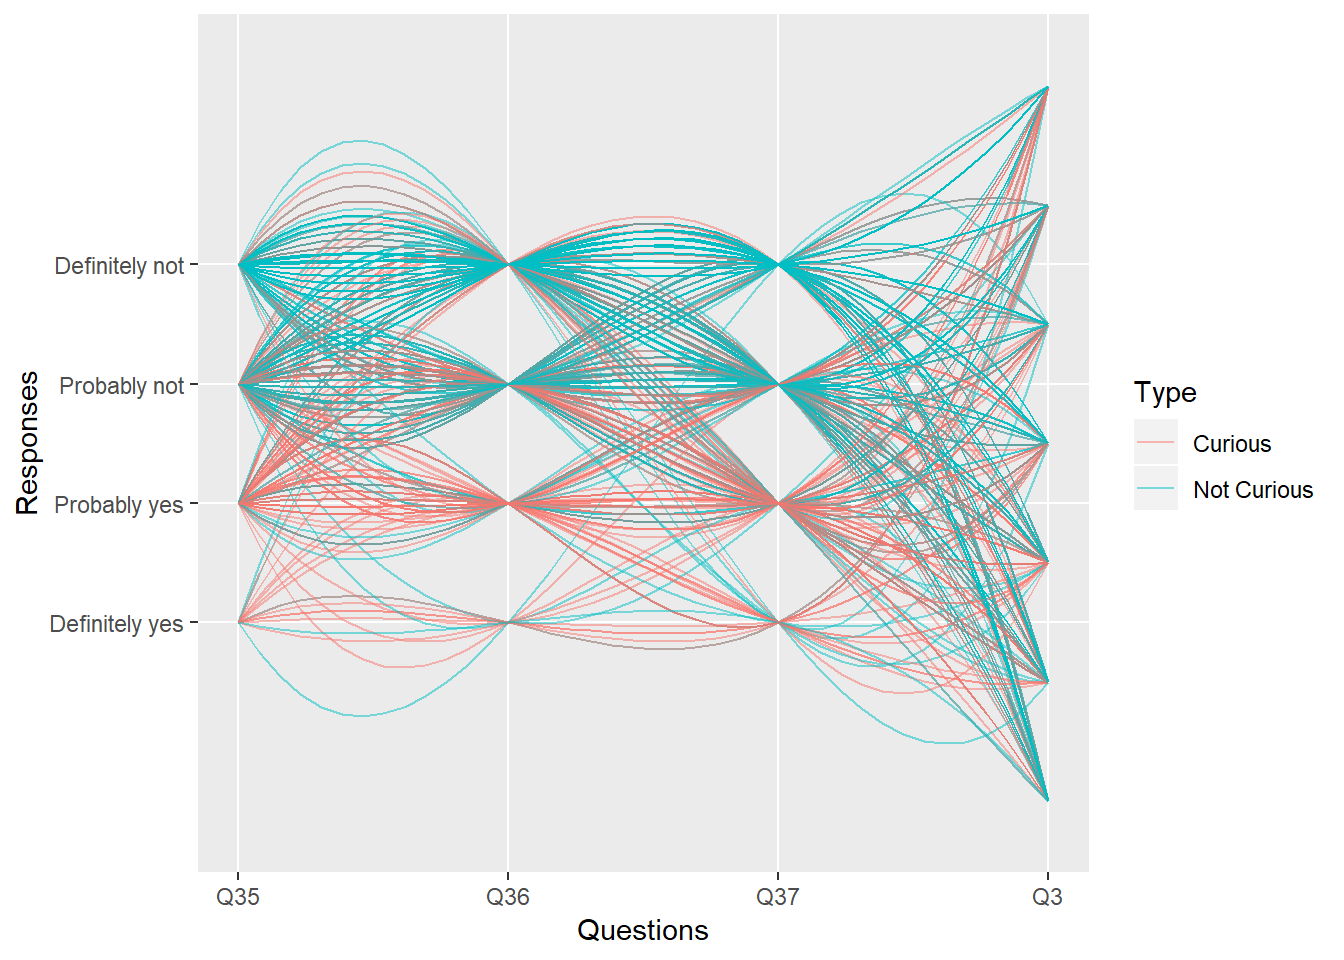 Definitely not
Probably not
Probably yes
Definitely yes
Responses
Q35
Q36
Q37
Q3
Questions
Type
Curious
Not Curious